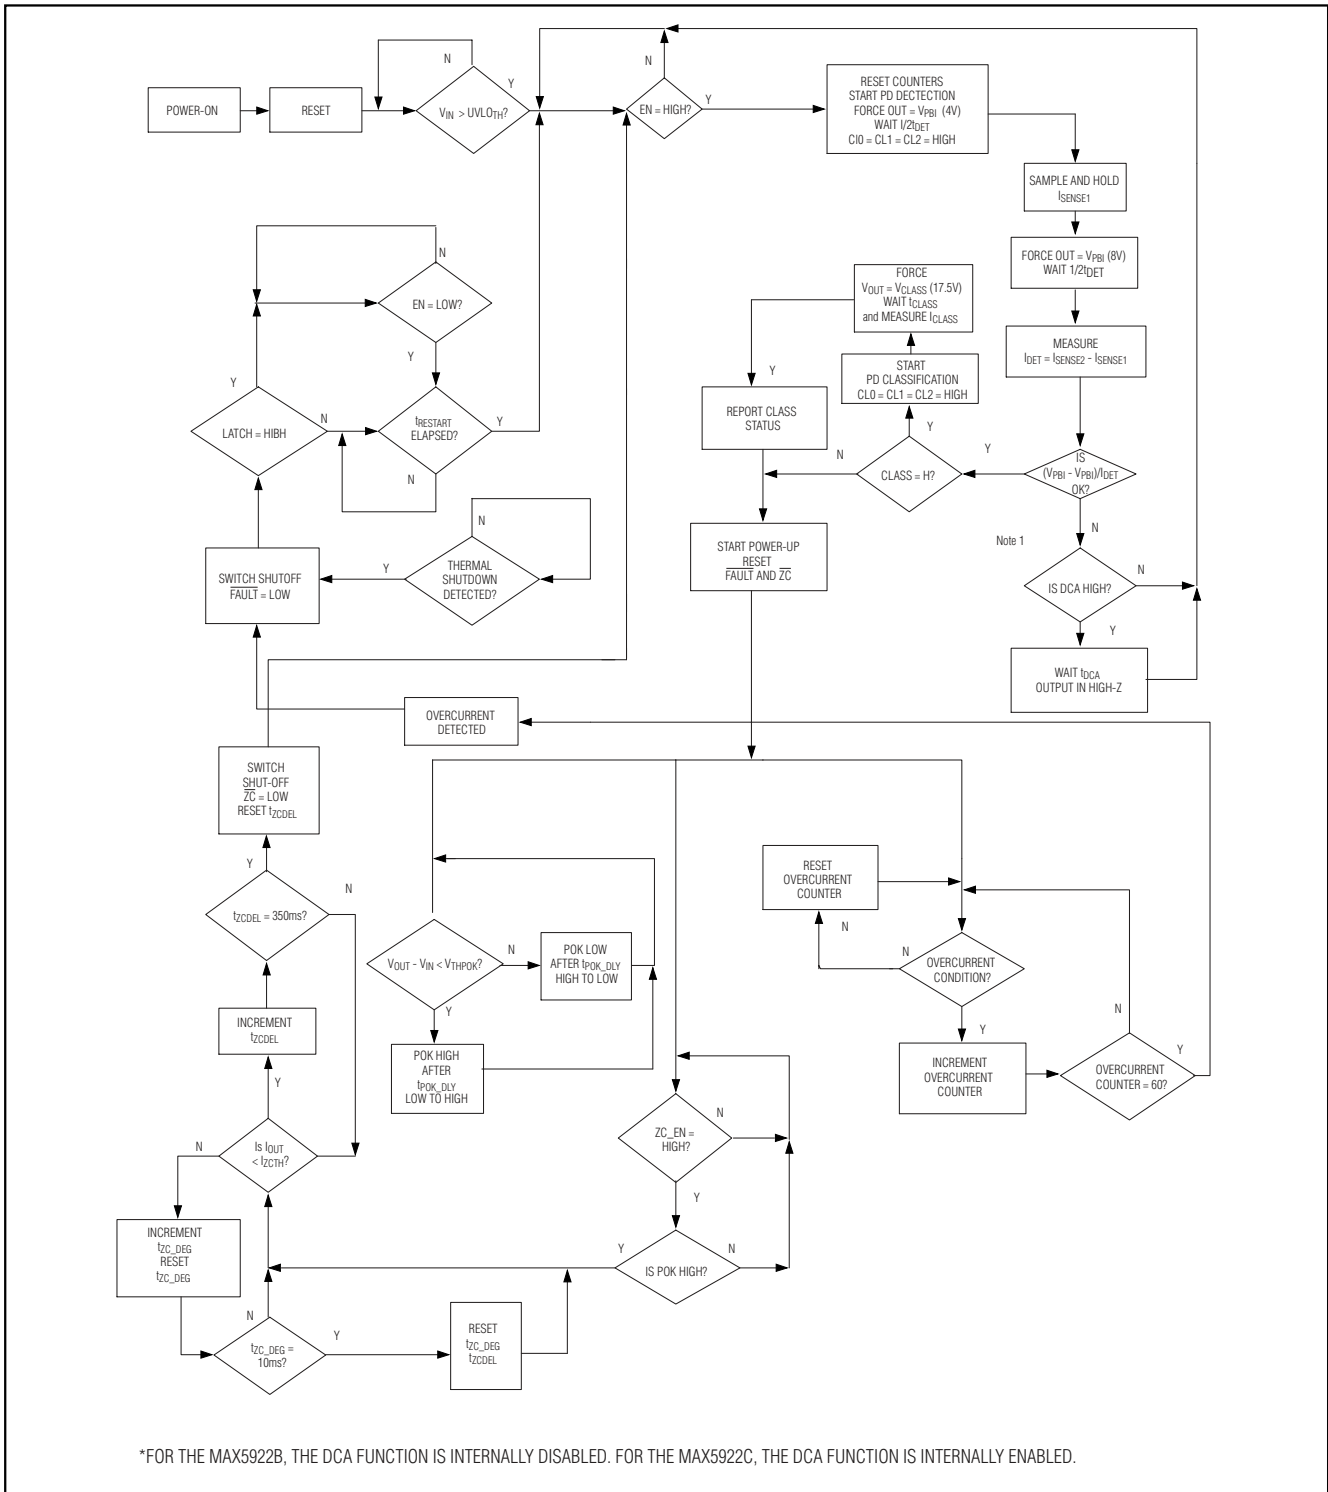 N
Y
POWER-ON
RESET
VIN > UVLOTH?
N
EN = HIGH?
Y
RESET COUNTERS
START PD DECTECTION
FORCE OUT = VPBI (4V)
WAIT I/2tDET
CI0 = CL1 = CL2 = HIGH
SAMPLE AND HOLD
ISENSE1
FORCE OUT = VPBI (8V)
WAIT 1/2tDET
MEASURE
IDET = ISENSE2 - ISENSE1
IS
(VPBI - VPBI)/IDET
OK?
Y
N
Note 1
IS DCA HIGH?
N
Y
WAIT tDCA
OUTPUT IN HIGH-Z
FORCE
VOUT = VCLASS (17.5V)
WAIT tCLASS
and MEASURE ICLASS
START
PD CLASSIFICATION
CL0 = CL1 = CL2 = HIGH
Y
CLASS = H?
N
Y
REPORT CLASS
STATUS
START POWER-UP
RESET
FAULT AND ZC
N
EN = LOW?
Y
Y
LATCH = HIBH
N
tRESTART
ELAPSED?
Y
N
SWITCH SHUTOFF
FAULT = LOW
Y
THERMAL
SHUTDOWN
DETECTED?
N
OVERCURRENT
DETECTED
SWITCH
SHUT-OFF
ZC = LOW
RESET tZCDEL
Y
N
tZCDEL = 350ms?
INCREMENT
tZCDEL
Y
N
Is IOUT
< IZCTH?
INCREMENT
tZC_DEG
RESET
tZC_DEG
N
tZC_DEG =
10ms?
Y
RESET
tZC_DEG
tZCDEL
VOUT - VIN < VTHPOK?
N
POK LOW
AFTER tPOK_DLY
HIGH TO LOW
Y
POK HIGH
AFTER
tPOK_DLY
LOW TO HIGH
ZC_EN =
HIGH?
N
Y
Y
IS POK HIGH?
N
RESET
OVERCURRENT
COUNTER
N
N
OVERCURRENT
CONDITION?
Y
INCREMENT
OVERCURRENT
COUNTER
N
OVERCURRENT
COUNTER = 60?
Y
*FOR THE MAX5922B, THE DCA FUNCTION IS INTERNALLY DISABLED. FOR THE MAX5922C, THE DCA FUNCTION IS INTERNALLY ENABLED.